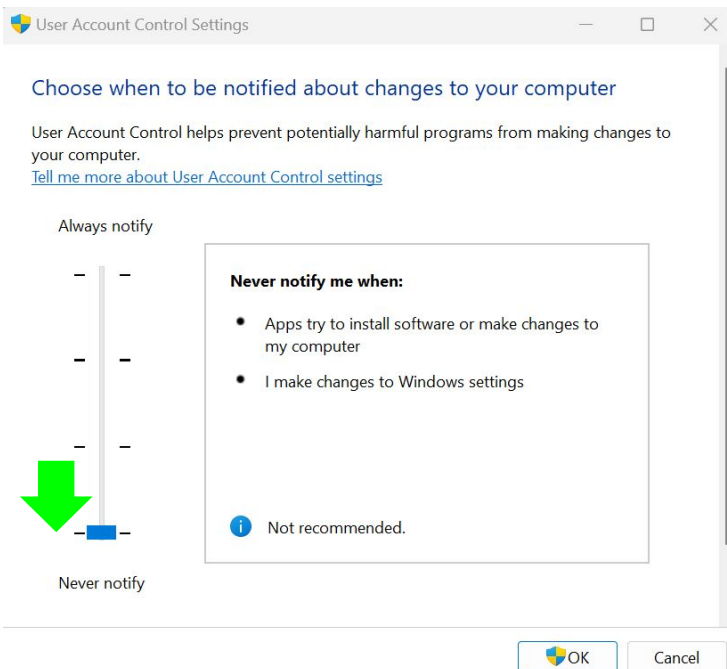 User Account Control Settings
Choose when to be notified about changes to your computer
User Account Control helps prevent potentially harmful programs from making changes to
your computer.
Tell me more about User Account Control settings
Always notify
Never notify me when:
Apps try to install software or make changes to
my computer
I make changes to Windows settings
Not recommended.
Never notify
OK
Cancel